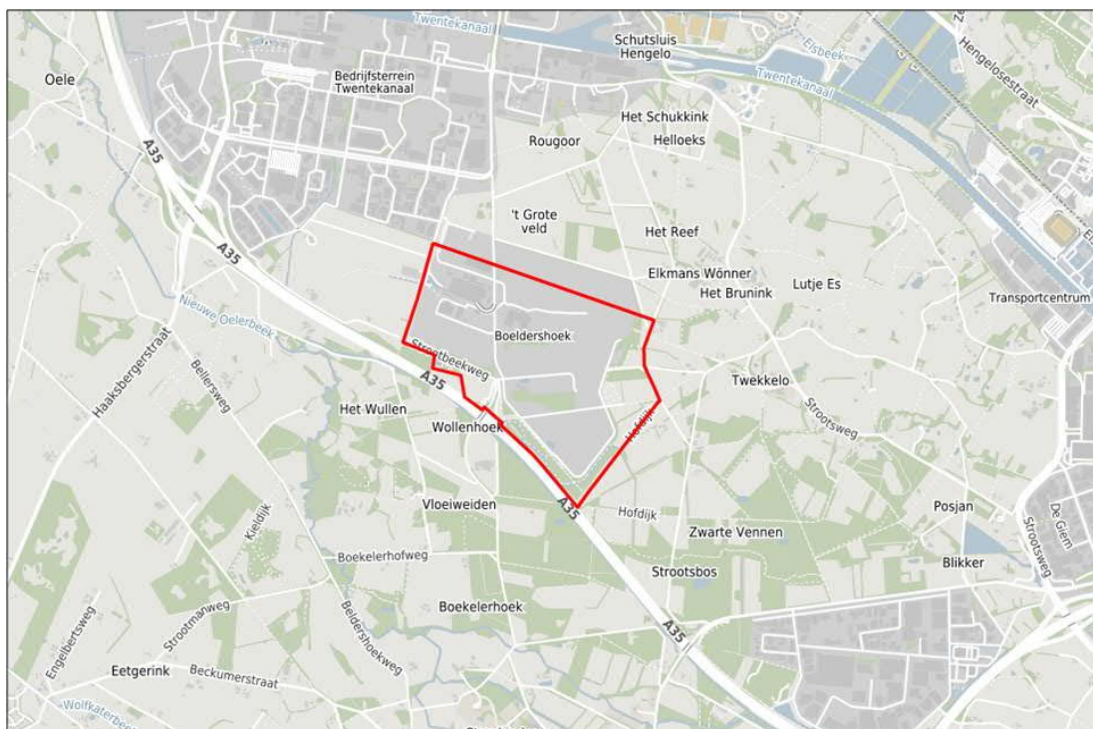 Twentekanaal
Schutsluis
Hengelo
Elsbeek
Hengelosestraat
Oele
Bedrijfsterrein
Twentekanaal
Twentekanaal
Het Schukkink
Helloeks
Rougoor
A35
't Grote
veld
Het Reef
A35
Elkmans Wönner
Het Brunink
Lutje Es
Transportcentrum
Nieuwe Oelerbeek
Boeldershoek
Strootbeekweg
Haaksbergerstraat
Bellersweg
A35
Twekkelo
Het Wullen
Wollenhoek
Hofdijk
Strootsweg
Vloeiweiden
A35
Hofdijk
Posjan
De Giem
Kieldijk
Zwarte Vennen
Strootsweg
Boekelerhofweg
Blikker
Strootsbos
Boekelerhoek
Beldershoekweg
Strootmanweg
A35
Engelbertsweg
Eetgerink
Beckumerstraat